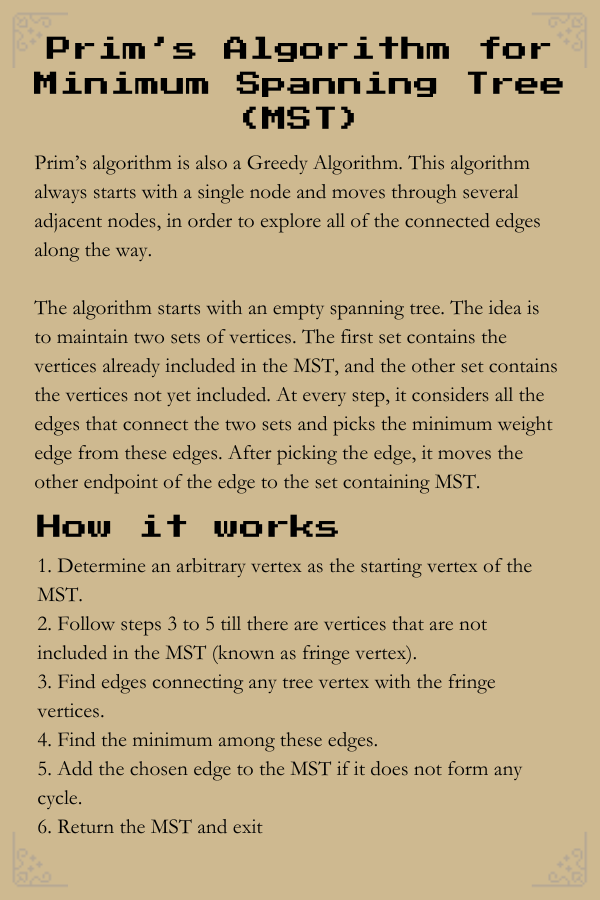 Prim's Algorithm for
Minimum Spanning Tree
(MST)
Prim's algorithm is also a Greedy Algorithm. This algorithm
always starts with a single node and moves through several
adjacent nodes, in order to explore all of the connected edges
along the way.
The algorithm starts with an empty spanning tree. The idea is
to maintain two sets of vertices. The first set contains the
vertices already included in the MST, and the other set contains
the vertices not yet included. At every step, it considers all the
edges that connect the two sets and picks the minimum weight
edge from these edges. After picking the edge, it moves the
other endpoint of the edge to the set containing MST.
How it works
1. Determine an arbitrary vertex as the starting vertex of the
MST.
2. Follow steps 3 to 5 till there are vertices that are not
included in the MST (known as fringe vertex).
3. Find edges connecting any tree vertex with the fringe
vertices.
4. Find the minimum among these edges.
5. Add the chosen edge to the MST if it does not form any
cycle.
6. Return the MST and exit